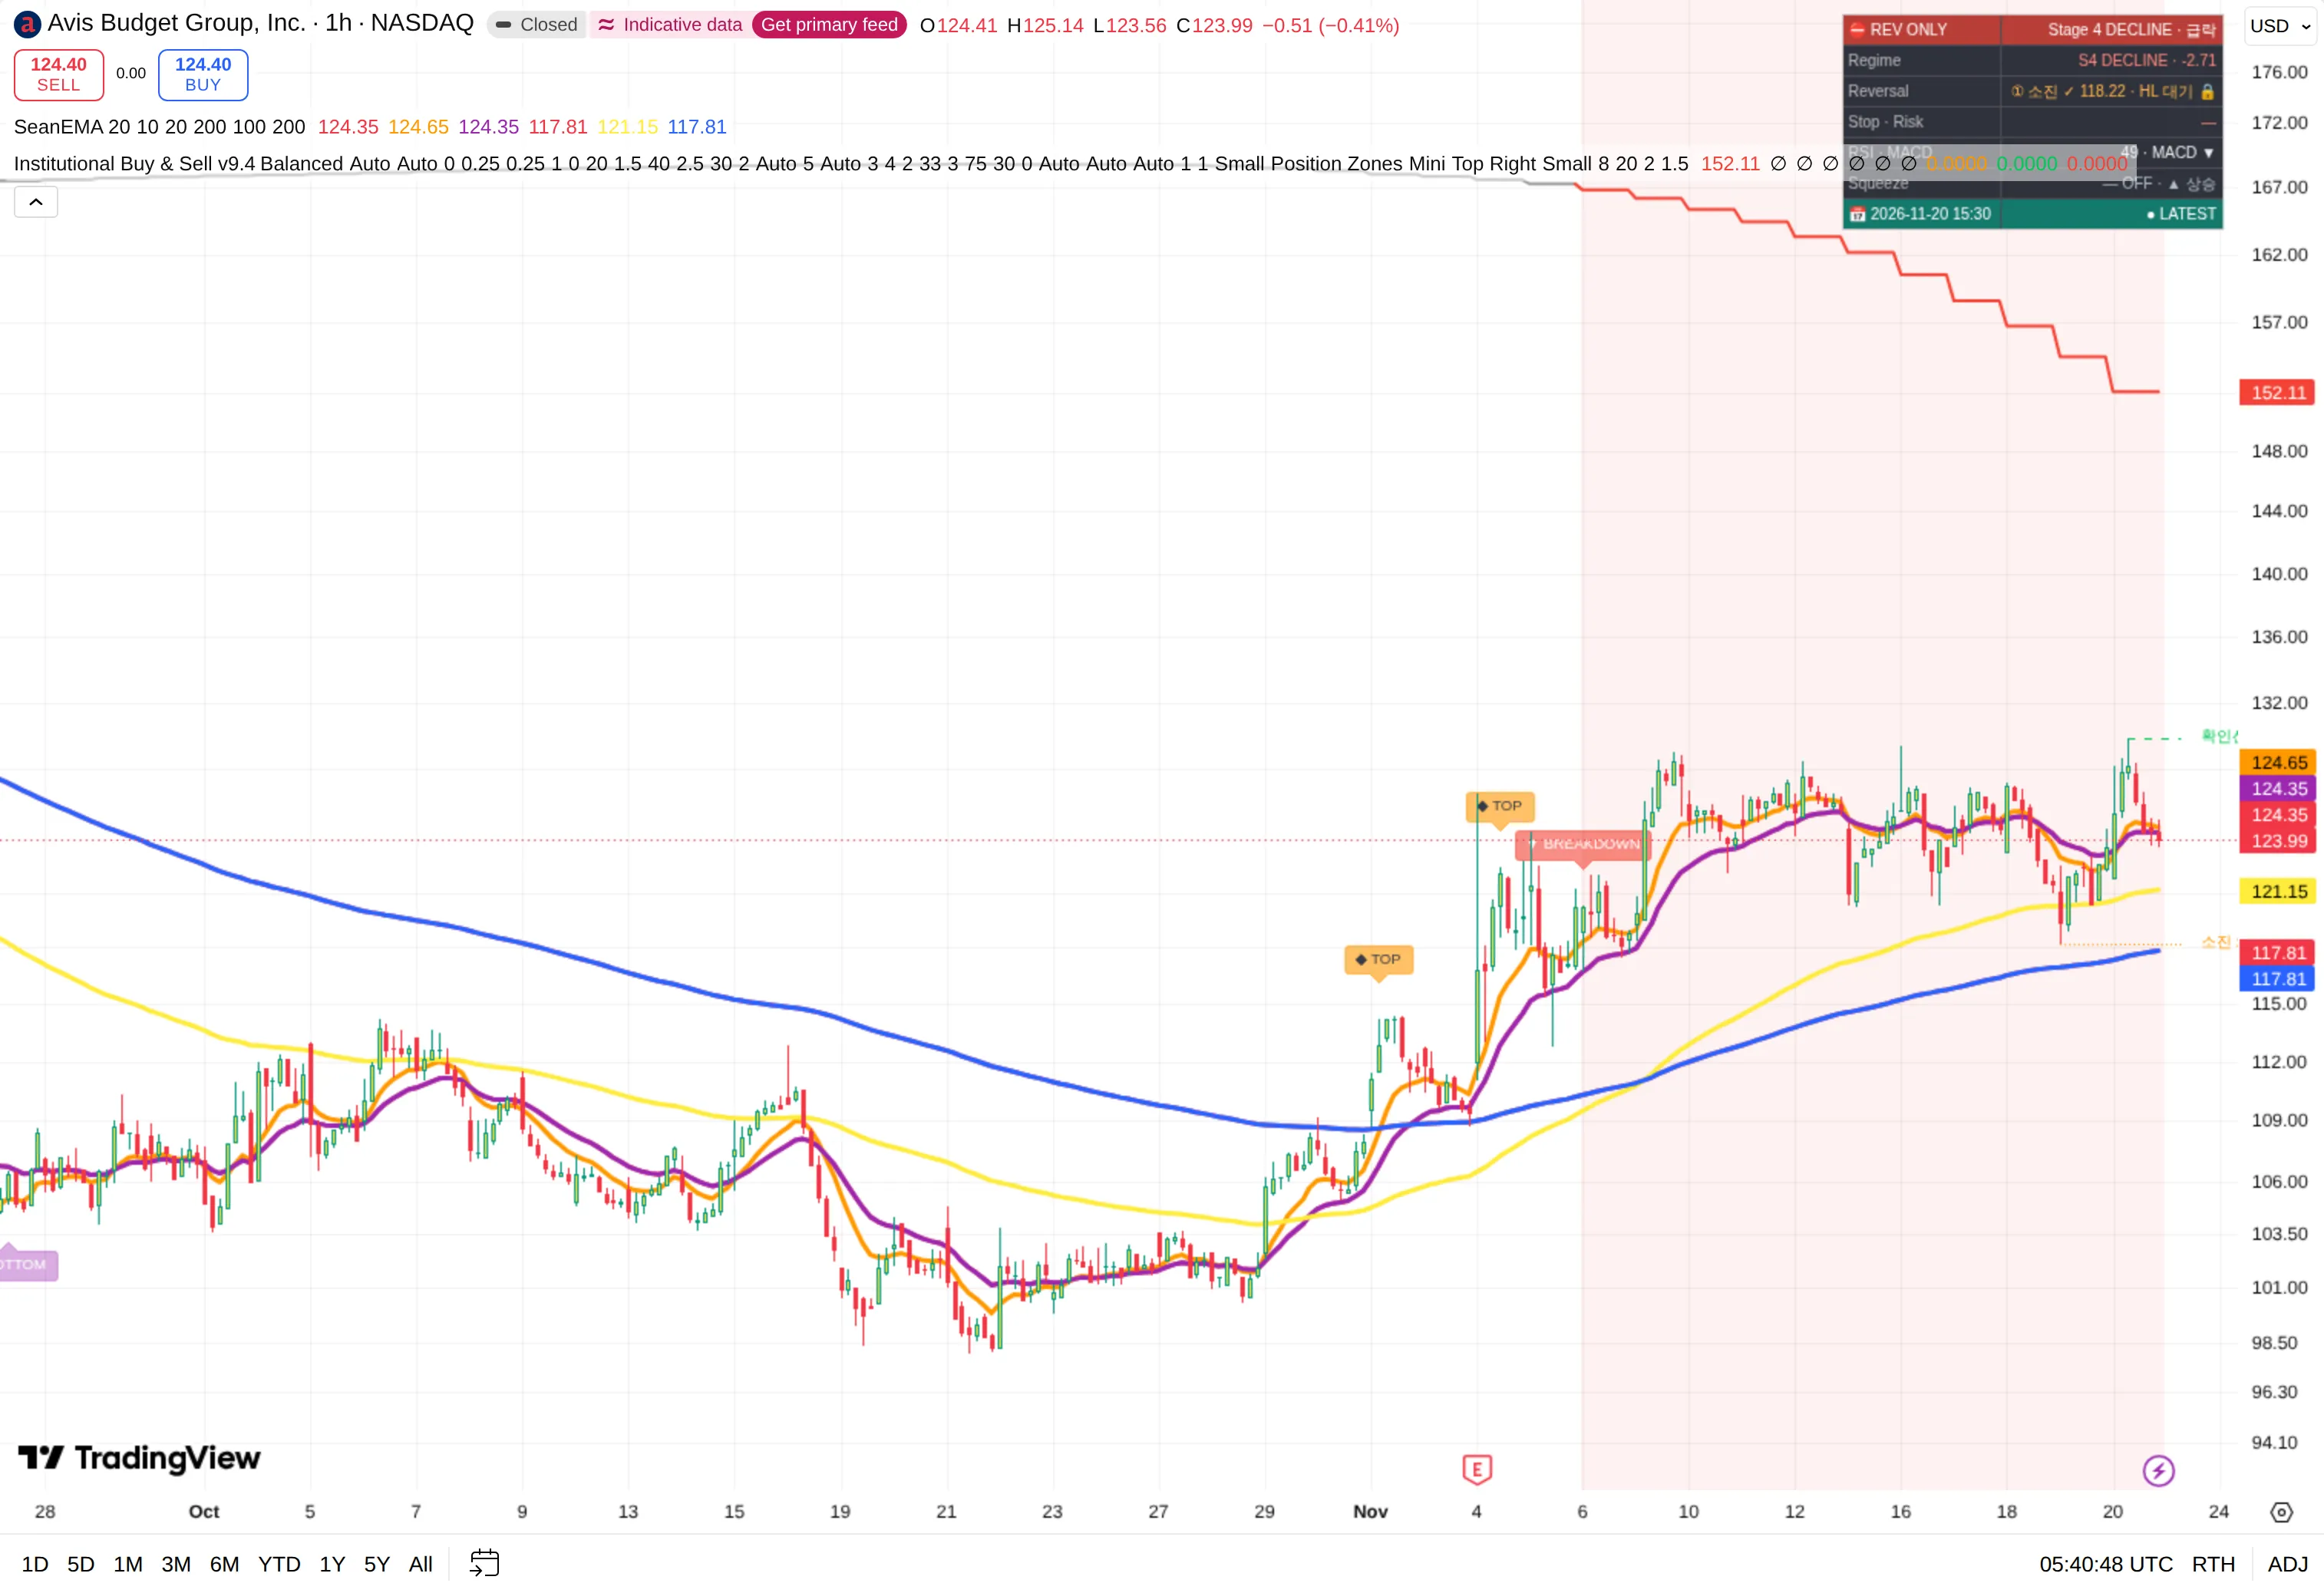 Avis Budget Group, Inc. · 1h · NASDAQ Closed Indicative data Get primary feed O124.41 H125.14 L123.56 C123.99 −0.51 (−0.41%)
124.40 SELL 0.00 124.40 BUY
SeanEMA 20 10 20 200 100 200 124.35 124.65 124.35 117.81 121.15 117.81
Institutional Buy & Sell v9.4 Balanced Auto Auto 0 0.25 0.25 1 0 20 1.5 40 2.5 30 2 Auto 5 Auto 3 4 2 33 3 75 30 0 Auto Auto Auto 1 1 Small Position Zones Mini Top Right Small 8 20 2 1.5 152.11 ∅ ∅ ∅ ∅ ∅ ∅ 0.0000 0.0000 0.0000
⛔ REV ONLY Stage 4 DECLINE · 급락
Regime S4 DECLINE · -2.71
Reversal ① 소진 ✓ 118.22 · HL 대기 🔒
Stop · Risk —
RSI · MACD 49 · MACD ▼
Squeeze — OFF · ▲ 상승
📅 2026-11-20 15:30 ● LATEST
USD
176.00
172.00
167.00
162.00
157.00
152.11
148.00
144.00
140.00
136.00
132.00
124.65
124.35
124.35
123.99
121.15
117.81
117.81
115.00
112.00
109.00
106.00
103.50
101.00
98.50
96.30
94.10
소진
◆ TOP
BREAKDOWN
◆ TOP
OTTOM
TradingView
E
28 Oct 5 7 9 13 15 19 21 23 27 29 Nov 4 6 10 12 16 18 20 24
1D 5D 1M 3M 6M YTD 1Y 5Y All 05:40:48 UTC RTH ADJ